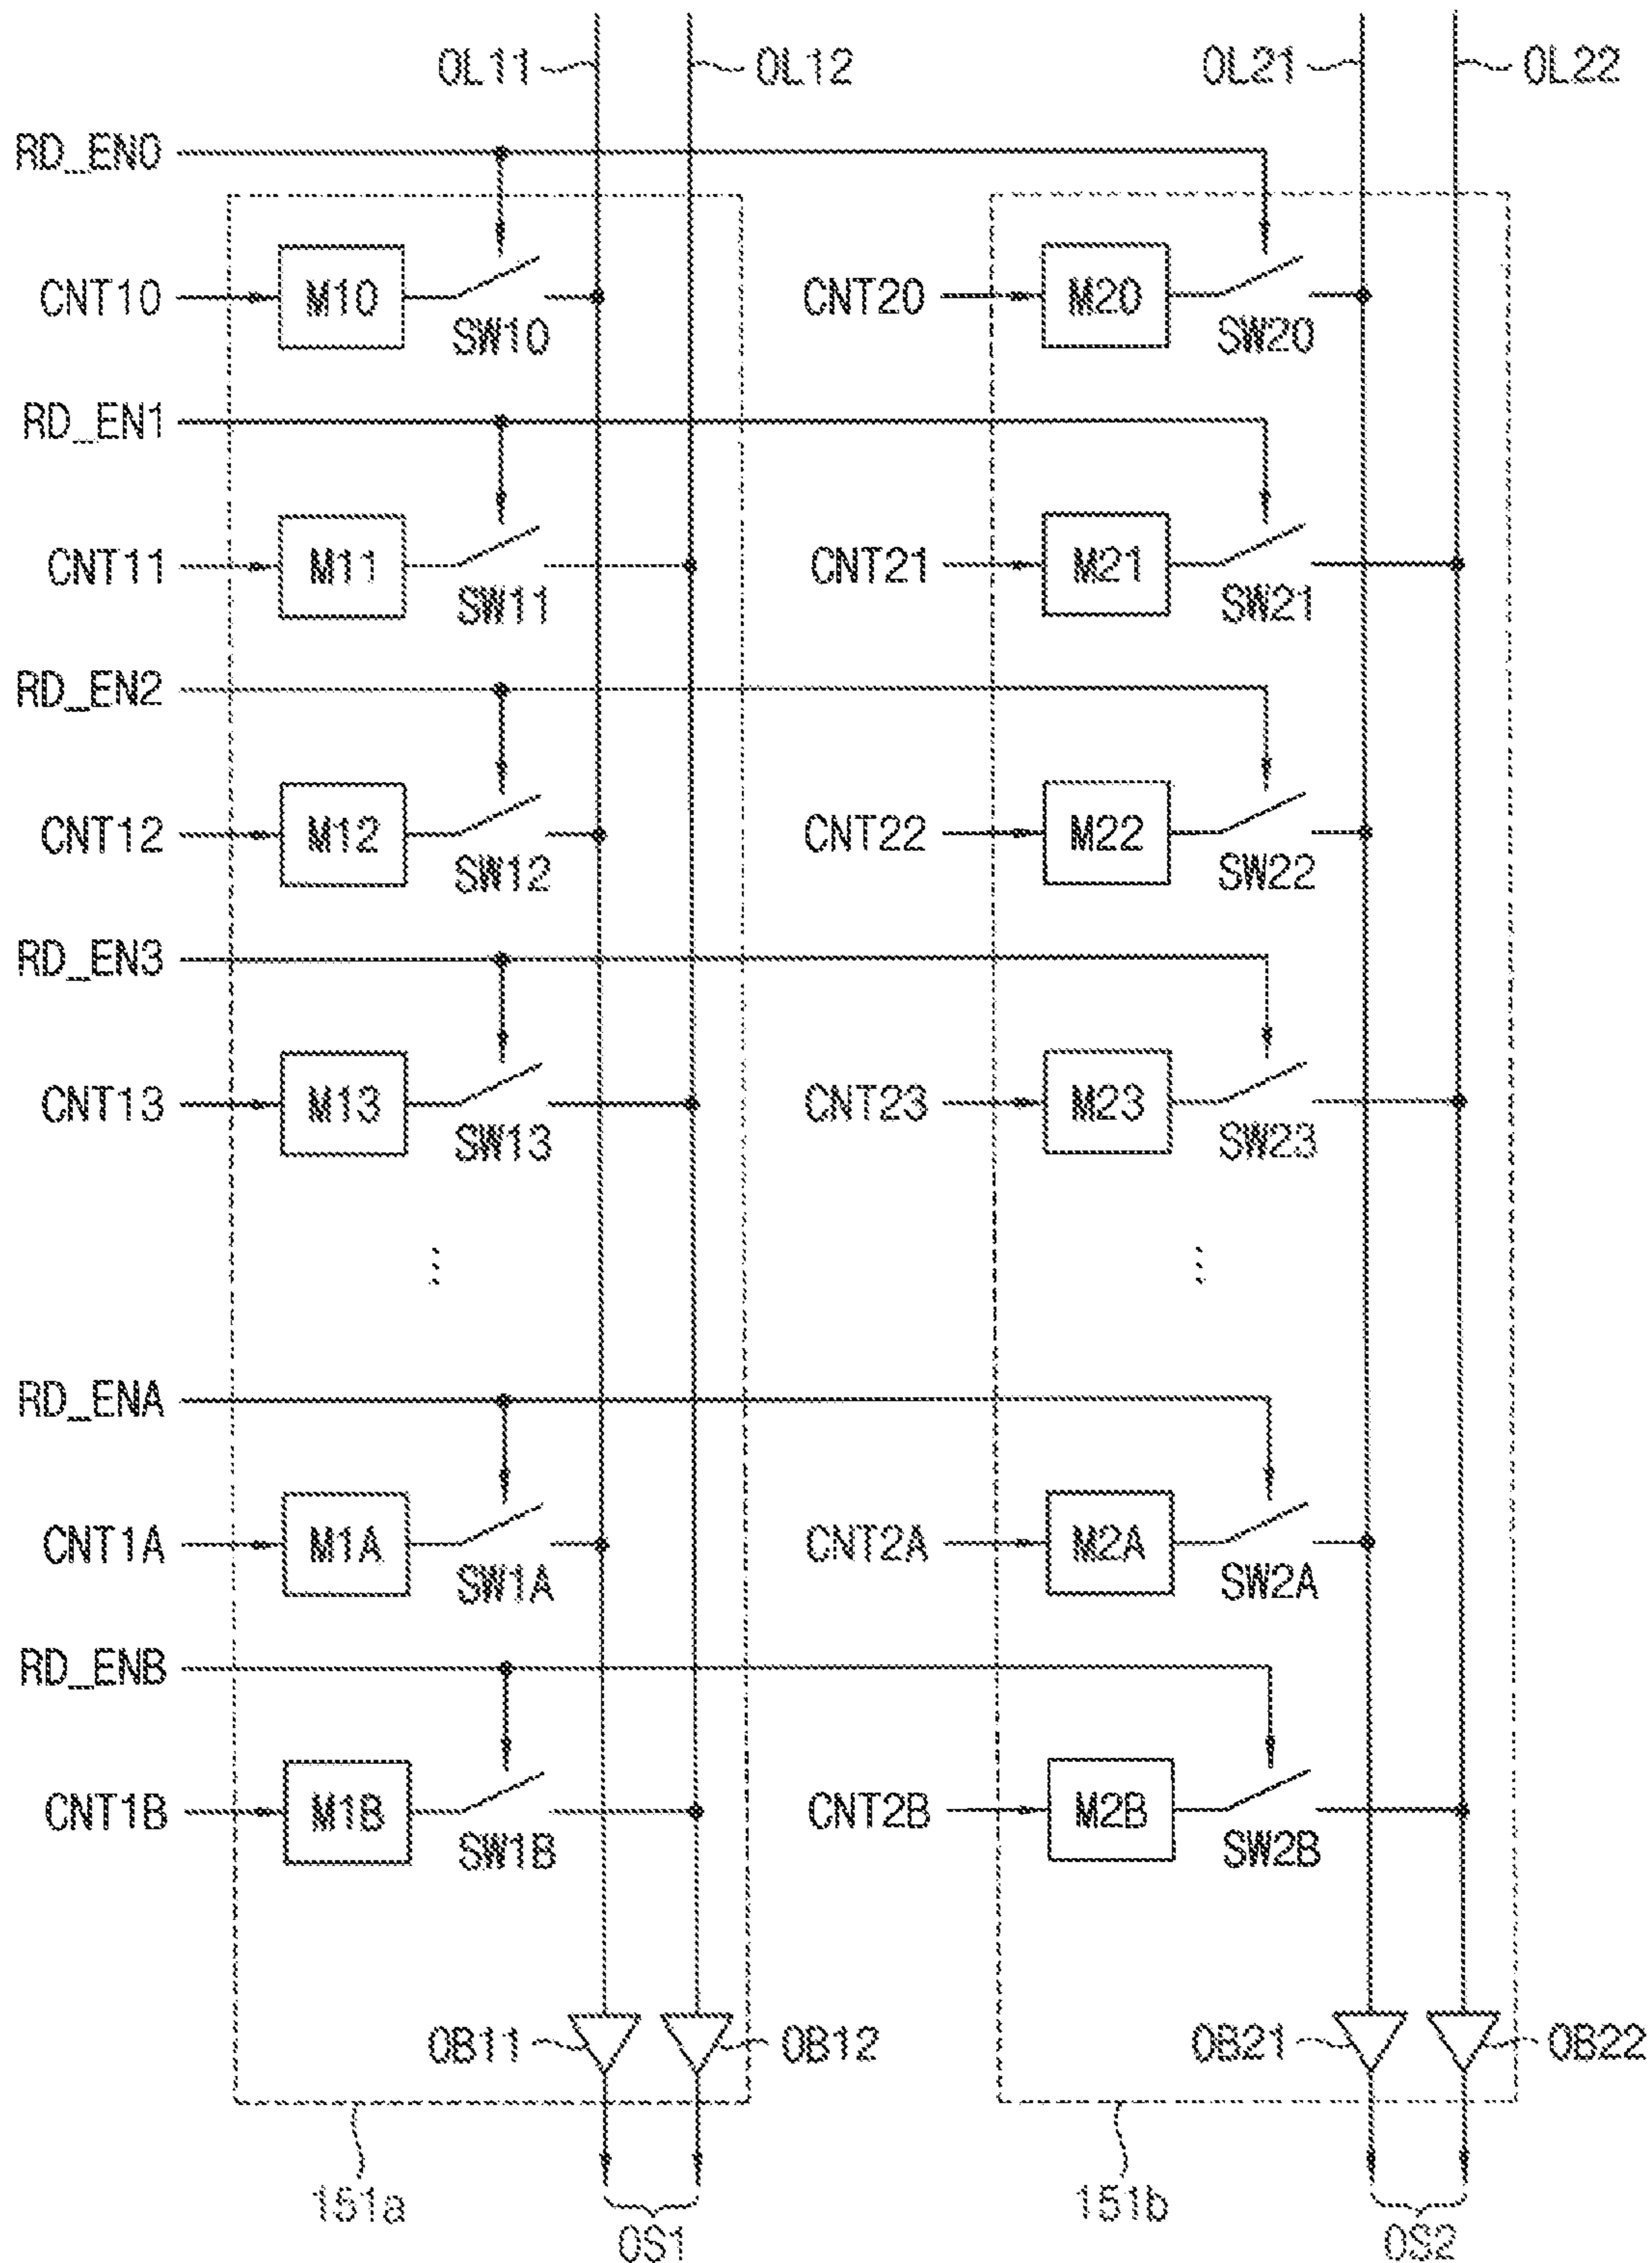 OL11 OL12 OL21 OL22
RD_EN0
CNT10 M10 SW10 CNT20 M20 SW20
RD_EN1
CNT11 M11 SW11 CNT21 M21 SW21
RD_EN2
CNT12 M12 SW12 CNT22 M22 SW22
RD_EN3
CNT13 M13 SW13 CNT23 M23 SW23
RD_ENA
CNT1A M1A SW1A CNT2A M2A SW2A
RD_ENB
CNT1B M1B SW1B CNT2B M2B SW2B
OB11 OB12 OB21 OB22
151a 151b
OS1 OS2